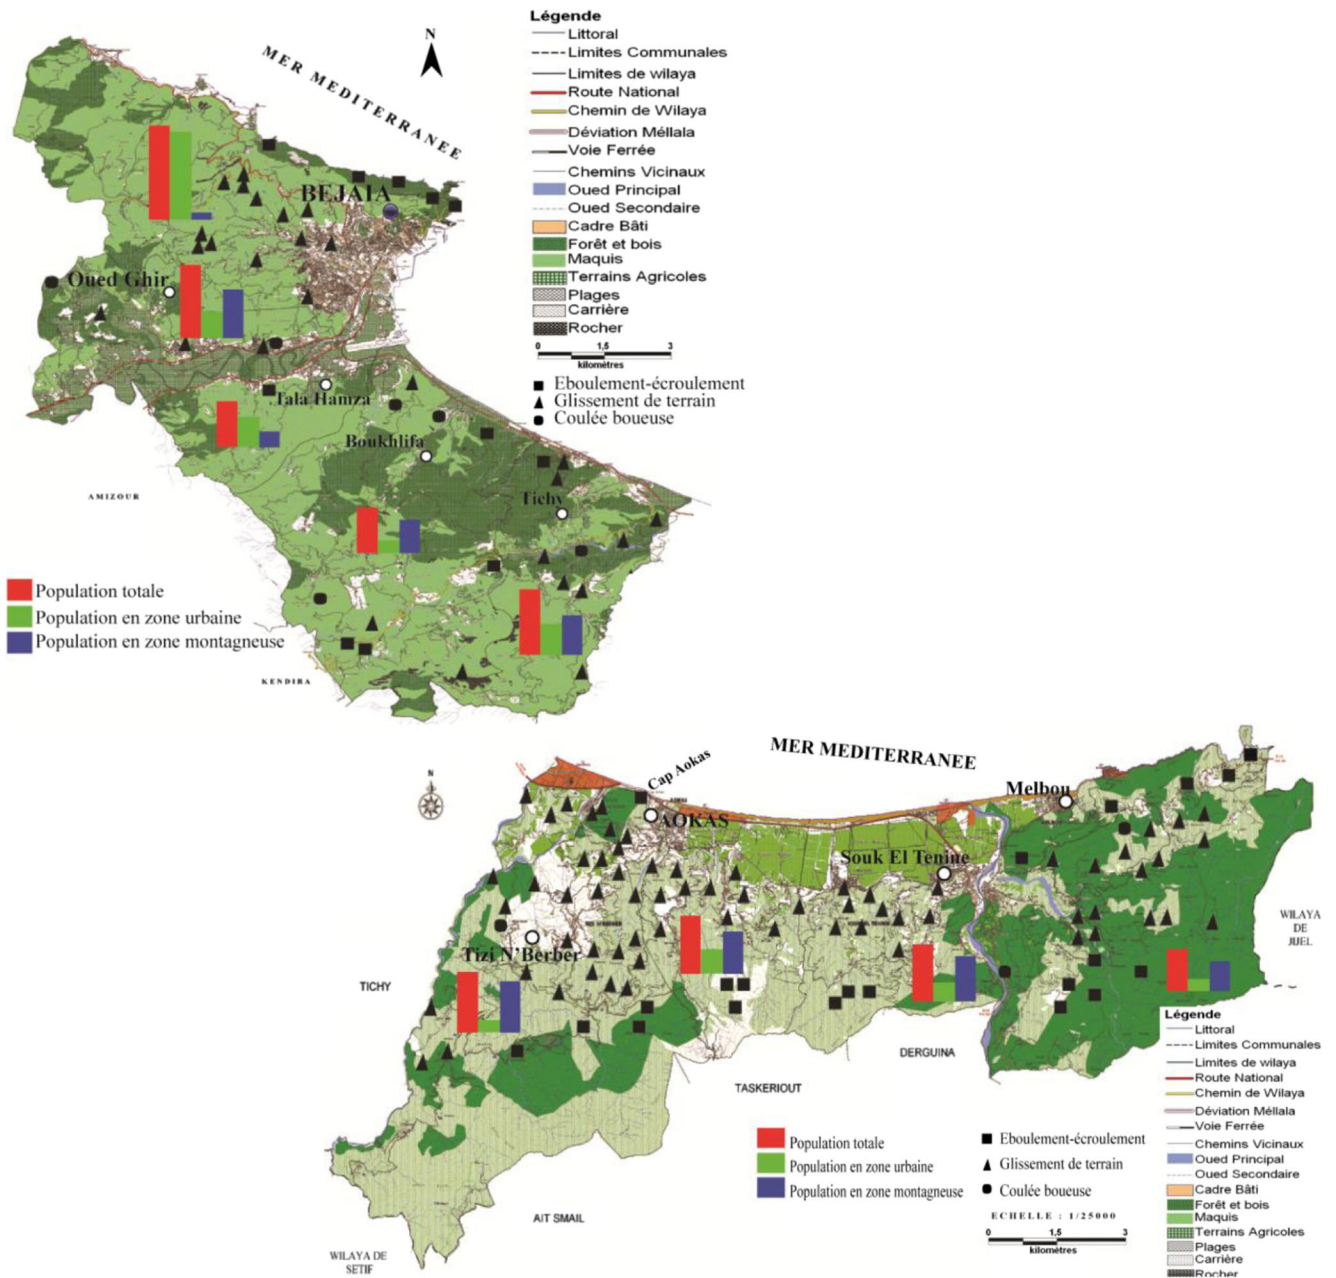 Légende
Littoral
Limites Communales
Limites de wilaya
Route National
Chemin de Wilaya
Déviation Méllala
Voie Ferrée
Chemins Vicinaux
Oued Principal
Oued Secondaire
Cadre Bâti
Forêt et bois
Maquis
Terrains Agricoles
Plages
Carrière
Rocher
0 1,5 3
kilomètres
Eboulement-écroulement
Glissement de terrain
Coulée boueuse
N
MER MEDITERRANEE
BEJAIA
Oued Ghir
Tala Hamza
Boukhlifa
Tichy
AMIZOUR
KENDIRA
Population totale
Population en zone urbaine
Population en zone montagneuse
N
MER MEDITERRANEE
Cap Aokas
AOKAS
Melbou
Souk El Tenine
Tizi N'Berber
TICHY
WILAYA
DE
JIJEL
DERGUINA
TASKERIOUT
AIT SMAIL
WILAYA DE
SETIF
Population totale
Population en zone urbaine
Population en zone montagneuse
Eboulement-écroulement
Glissement de terrain
Coulée boueuse
ECHELLE : 1/25000
0 1,5 3
kilomètres
Légende
Littoral
Limites Communales
Limites de wilaya
Route National
Chemin de Wilaya
Déviation Méllala
Voie Ferrée
Chemins Vicinaux
Oued Principal
Oued Secondaire
Cadre Bâti
Forêt et bois
Maquis
Terrains Agricoles
Plages
Carrière
Rocher